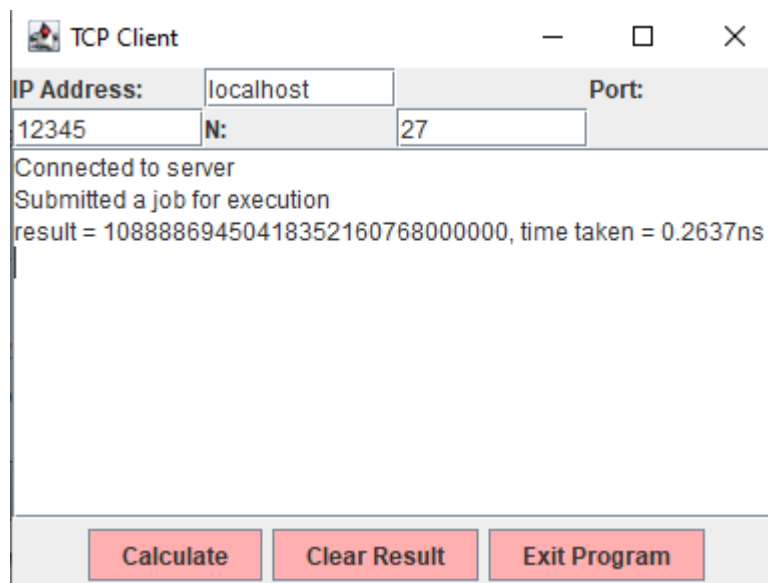 TCP Client
IP Address: localhost Port:
12345 N: 27
Connected to server
Submitted a job for execution
result = 10888869450418352160768000000, time taken = 0.2637ns
Calculate Clear Result Exit Program